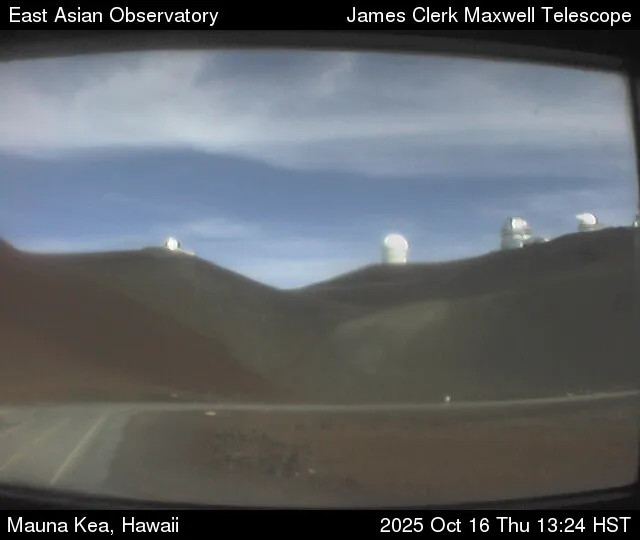 East Asian Observatory
James Clerk Maxwell Telescope
Mauna Kea, Hawaii
2025 Oct 16 Thu 13:24 HST